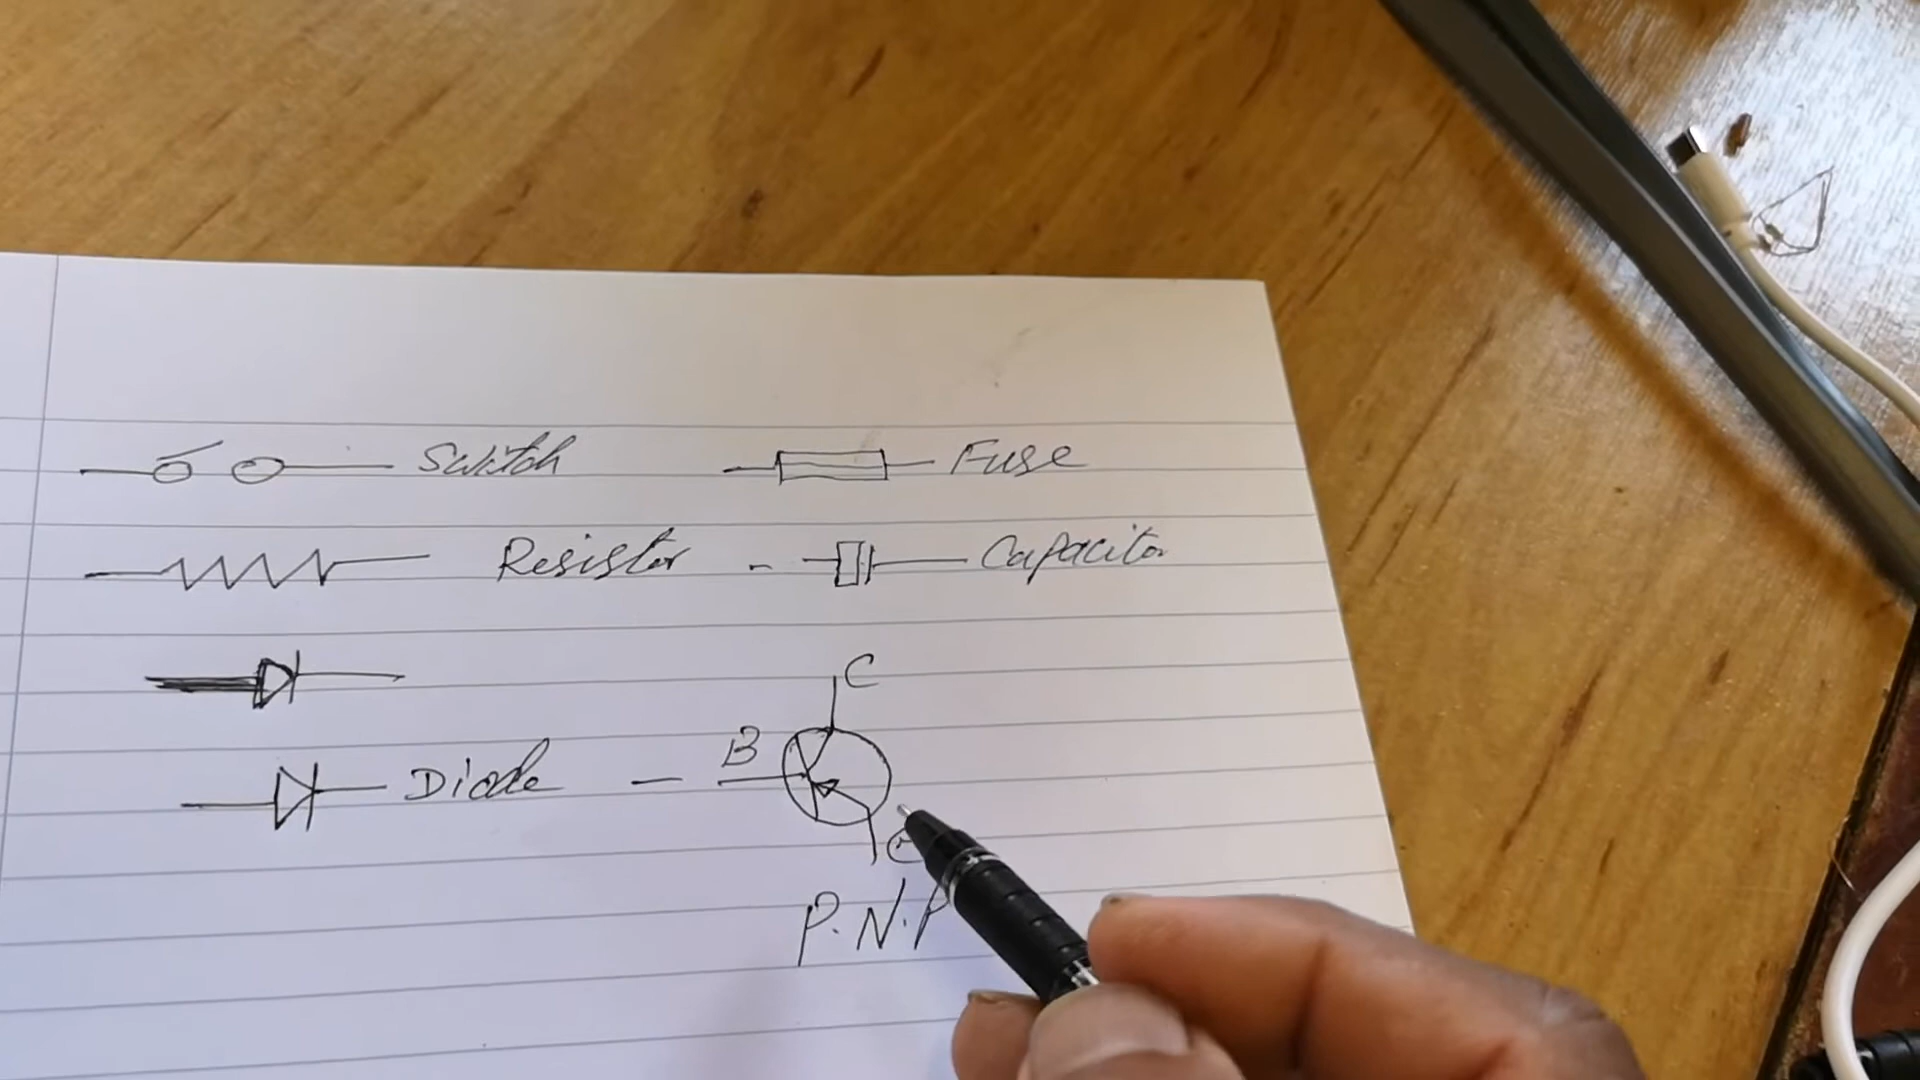 Switch Fuse
Resistor Capacitor
C
Diode B
e
P.N.P